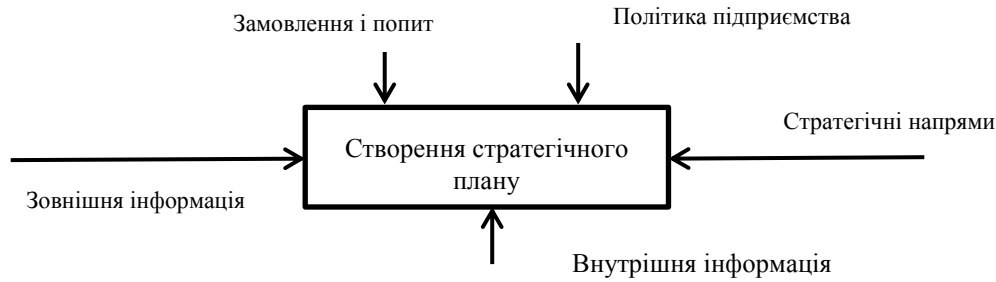 Замовлення і попит
Політика підприємства
Стратегічні напрями
Створення стратегічного
плану
Зовнішня інформація
Внутрішня інформація